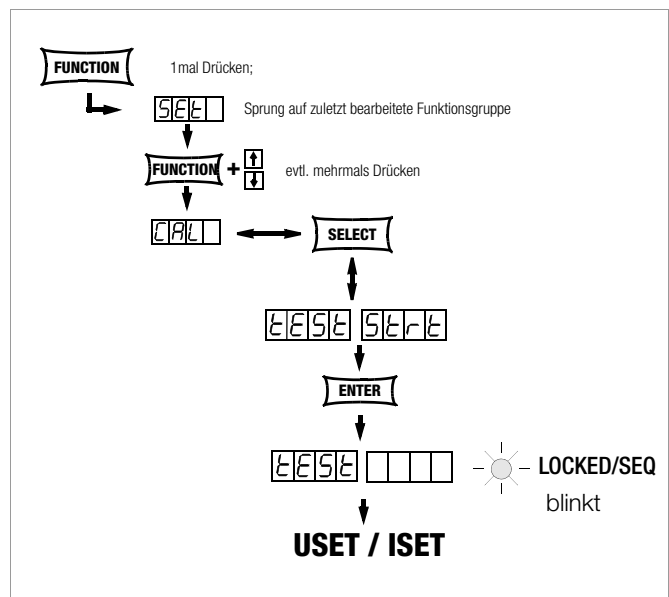 FUNCTION 1mal Drücken;
SEt Sprung auf zuletzt bearbeitete Funktionsgruppe
FUNCTION + evtl. mehrmals Drücken
CAL SELECT
tESt Strt
ENTER
tESt LOCKED/SEQ
blinkt
USET / ISET